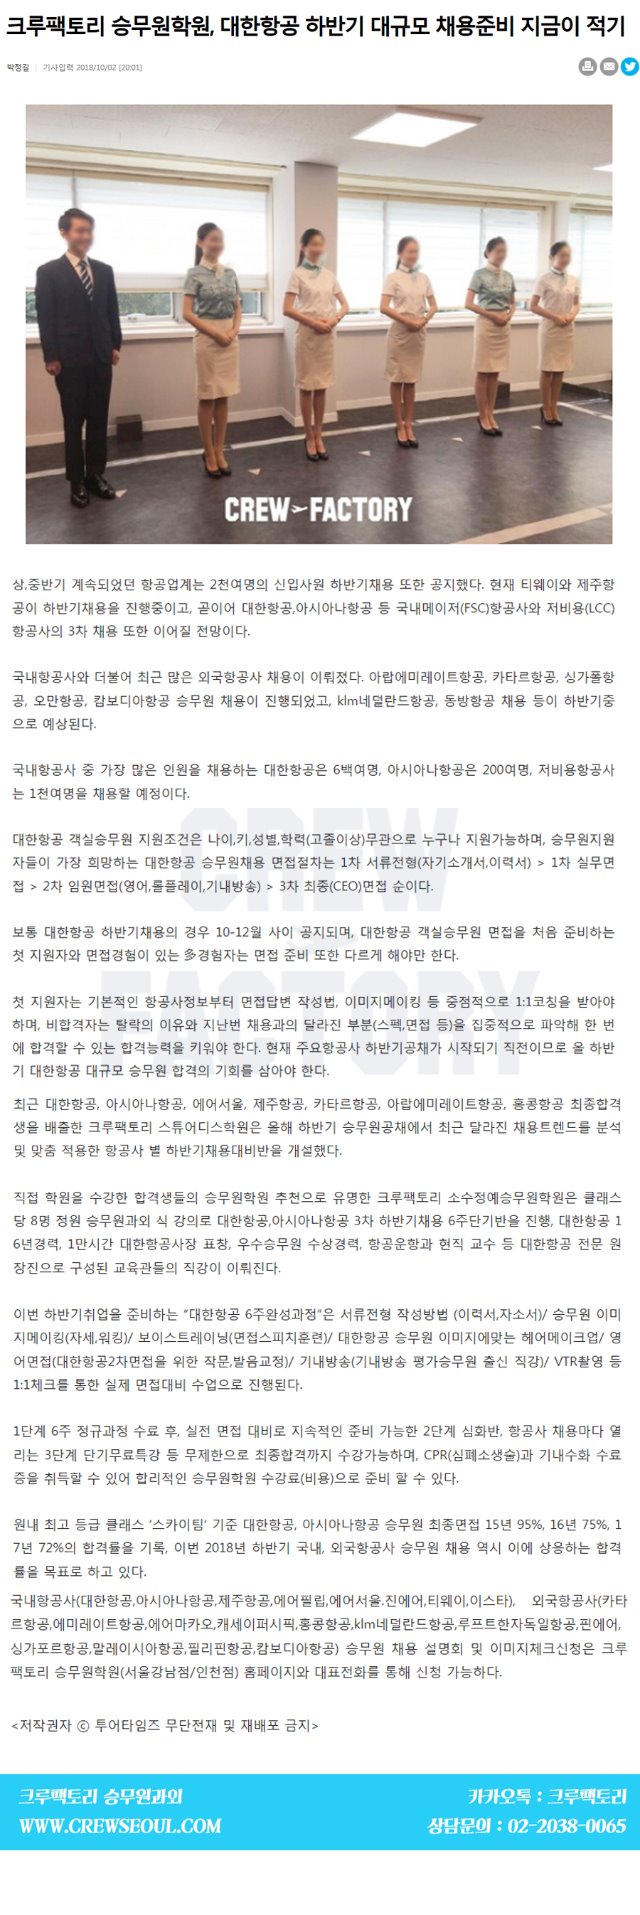 크루팩토리 승무원학원, 대한항공 하반기 대규모 채용준비 지금이 적기
박정길 | 기사입력 2018/10/02 [20:01]
CREW FACTORY
상,중반기 계속되었던 항공업계는 2천여명의 신입사원 하반기채용 또한 공지했다. 현재 티웨이와 제주항
공이 하반기채용을 진행중이고, 곧이어 대한항공,아시아나항공 등 국내메이저(FSC)항공사와 저비용(LCC)
항공사의 3차 채용 또한 이어질 전망이다.
국내항공사와 더불어 최근 많은 외국항공사 채용이 이뤄졌다. 아랍에미레이트항공, 카타르항공, 싱가폴항
공, 오만항공, 캄보디아항공 승무원 채용이 진행되었고, klm네덜란드항공, 동방항공 채용 등이 하반기중
으로 예상된다.
국내항공사 중 가장 많은 인원을 채용하는 대한항공은 6백여명, 아시아나항공은 200여명, 저비용항공사
는 1천여명을 채용할 예정이다.
CREW
FACTORY
대한항공 객실승무원 지원조건은 나이,키,성별,학력(고졸이상)무관으로 누구나 지원가능하며, 승무원지원
자들이 가장 희망하는 대한항공 승무원채용 면접절차는 1차 서류전형(자기소개서,이력서) > 1차 실무면
접 > 2차 임원면접(영어,롤플레이,기내방송) > 3차 최종(CEO)면접 순이다.
보통 대한항공 하반기채용의 경우 10-12월 사이 공지되며, 대한항공 객실승무원 면접을 처음 준비하는
첫 지원자와 면접경험이 있는 多경험자는 면접 준비 또한 다르게 해야만 한다.
첫 지원자는 기본적인 항공사정보부터 면접답변 작성법, 이미지메이킹 등 중점적으로 1:1코칭을 받아야
하며, 비합격자는 탈락의 이유와 지난번 채용과의 달라진 부분(스펙,면접 등)을 집중적으로 파악해 한 번
에 합격할 수 있는 합격능력을 키워야 한다. 현재 주요항공사 하반기공채가 시작되기 직전이므로 올 하반
기 대한항공 대규모 승무원 합격의 기회를 삼아야 한다.
최근 대한항공, 아시아나항공, 에어서울, 제주항공, 카타르항공, 아랍에미레이트항공, 홍콩항공 최종합격
생을 배출한 크루팩토리 스튜어디스학원은 올해 하반기 승무원공채에서 최근 달라진 채용트렌드를 분석
및 맞춤 적용한 항공사 별 하반기채용대비반을 개설했다.
직접 학원을 수강한 합격생들의 승무원학원 추천으로 유명한 크루팩토리 소수정예승무원학원은 클래스
당 8명 정원 승무원과외 식 강의로 대한항공,아시아나항공 3차 하반기채용 6주단기반을 진행, 대한항공 1
6년경력, 1만시간 대한항공사장 표창, 우수승무원 수상경력, 항공운항과 현직 교수 등 대한항공 전문 원
장진으로 구성된 교육관들의 직강이 이뤄진다.
이번 하반기취업을 준비하는 “대한항공 6주완성과정”은 서류전형 작성방법 (이력서,자소서)/ 승무원 이미
지메이킹(자세,워킹)/ 보이스트레이닝(면접스피치훈련)/ 대한항공 승무원 이미지에맞는 헤어메이크업/ 영
어면접(대한항공2차면접을 위한 작문,발음교정)/ 기내방송(기내방송 평가승무원 출신 직강)/ VTR촬영 등
1:1체크를 통한 실제 면접대비 수업으로 진행된다.
1단계 6주 정규과정 수료 후, 실전 면접 대비로 지속적인 준비 가능한 2단계 심화반, 항공사 채용마다 열
리는 3단계 단기무료특강 등 무제한으로 최종합격까지 수강가능하며, CPR(심폐소생술)과 기내수화 수료
증을 취득할 수 있어 합리적인 승무원학원 수강료(비용)으로 준비 할 수 있다.
원내 최고 등급 클래스 ‘스카이팀’ 기준 대한항공, 아시아나항공 승무원 최종면접 15년 95%, 16년 75%, 1
7년 72%의 합격률을 기록, 이번 2018년 하반기 국내, 외국항공사 승무원 채용 역시 이에 상응하는 합격
률을 목표로 하고 있다.
국내항공사(대한항공,아시아나항공,제주항공,에어필립,에어서울.진에어,티웨이,이스타), 외국항공사(카타
르항공,에미레이트항공,에어마카오,캐세이퍼시픽,홍콩항공,klm네덜란드항공,루프트한자독일항공,핀에어,
싱가포르항공,말레이시아항공,필리핀항공,캄보디아항공) 승무원 채용 설명회 및 이미지체크신청은 크루
팩토리 승무원학원(서울강남점/인천점) 홈페이지와 대표전화를 통해 신청 가능하다.
<저작권자 ⓒ 투어타임즈 무단전재 및 재배포 금지>
크루팩토리 승무원과외 카카오톡 : 크루팩토리
WWW.CREWSEOUL.COM 상담문의 : 02-2038-0065